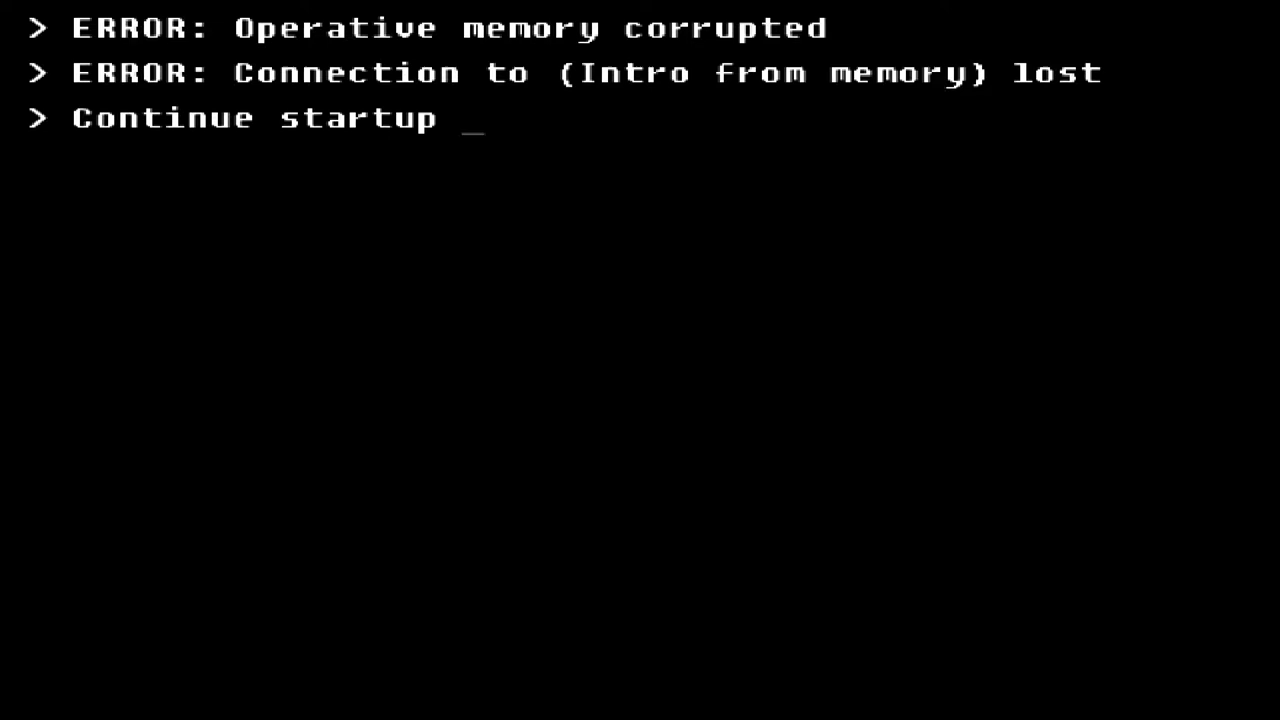 > ERROR: Operative memory corrupted
> ERROR: Connection to (Intro from memory) lost
> Continue startup _